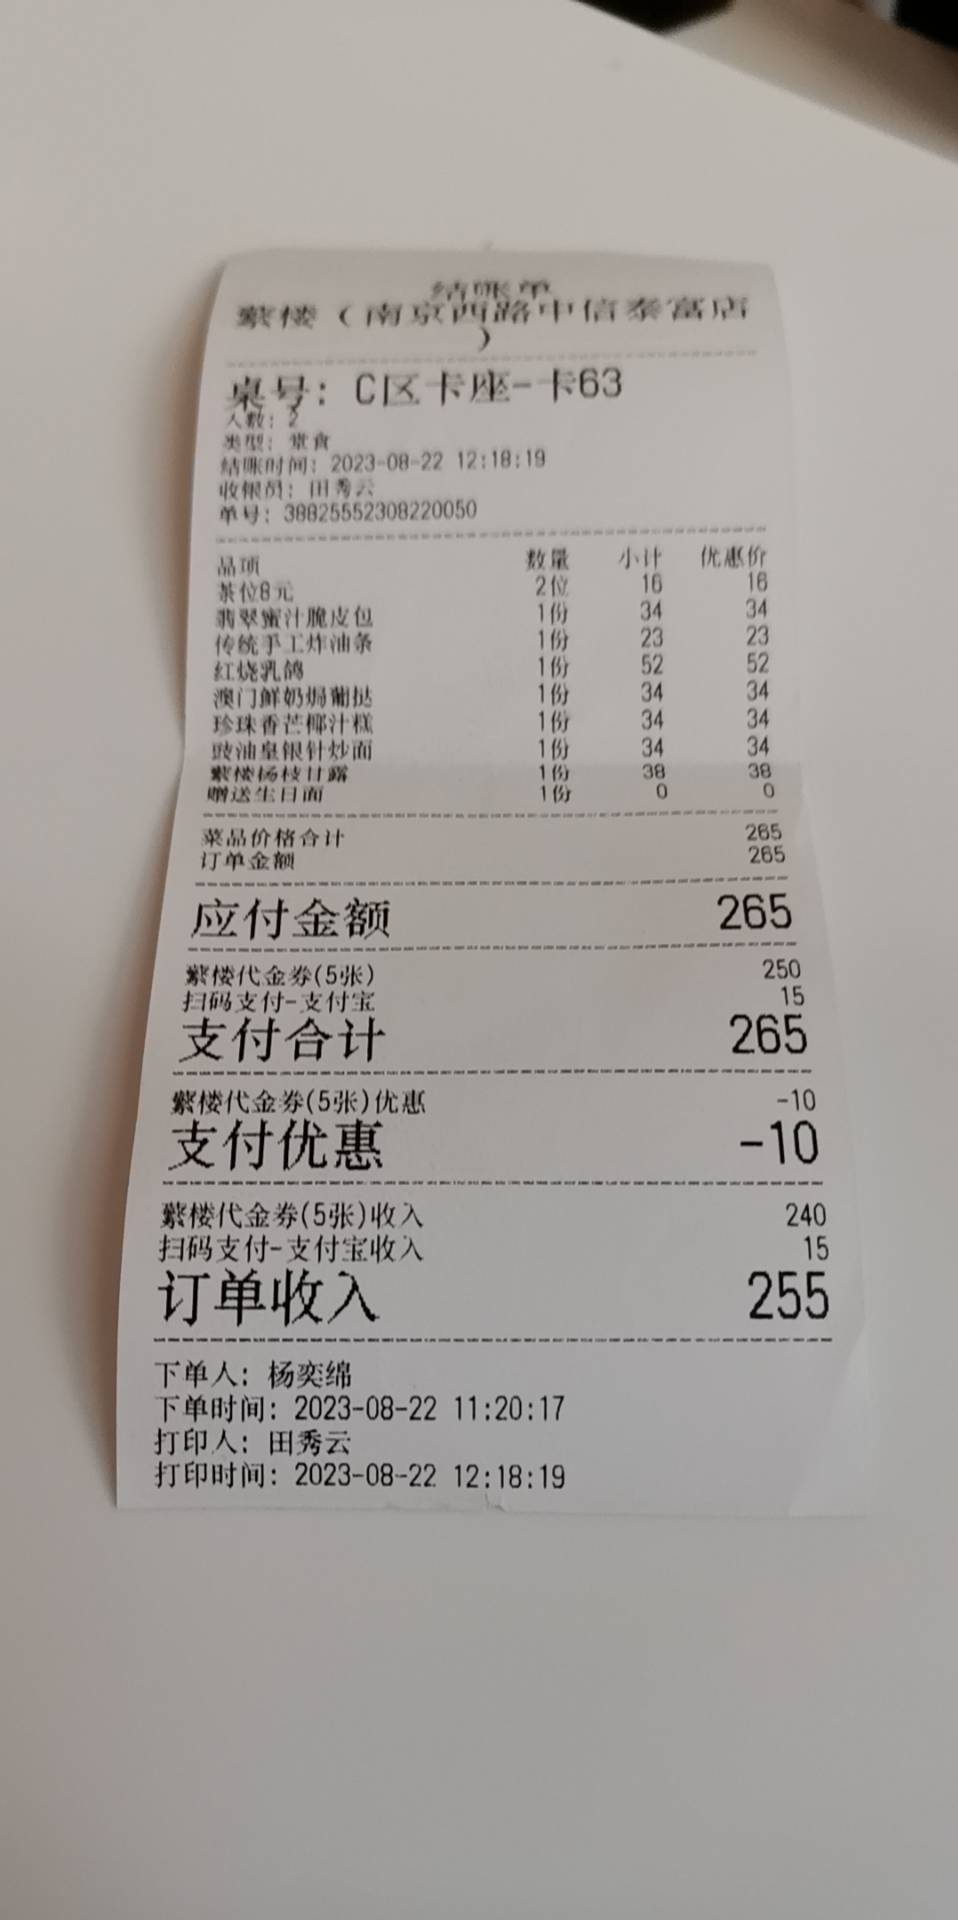 结账单
蘩楼（南京西路中信泰富店
）
桌号：C区卡座-卡63
人数：2
类型：堂食
结账时间：2023-08-22 12:18:19
收银员：田秀云
单号：38825552308220050
品项 数量 小计 优惠价
茶位8元 2位 16 16
翡翠蜜汁脆皮包 1份 34 34
传统手工炸油条 1份 23 23
红烧乳鸽 1份 52 52
澳门鲜奶焗葡挞 1份 34 34
珍珠香芒椰汁糕 1份 34 34
豉油皇银针炒面 1份 34 34
蘩楼杨枝甘露 1份 38 38
赠送生日面 1份 0 0
菜品价格合计 265
订单金额 265
应付金额 265
蘩楼代金券(5张) 250
扫码支付-支付宝 15
支付合计 265
蘩楼代金券(5张)优惠 -10
支付优惠 -10
蘩楼代金券(5张)收入 240
扫码支付-支付宝收入 15
订单收入 255
下单人：杨奕绵
下单时间：2023-08-22 11:20:17
打印人：田秀云
打印时间：2023-08-22 12:18:19